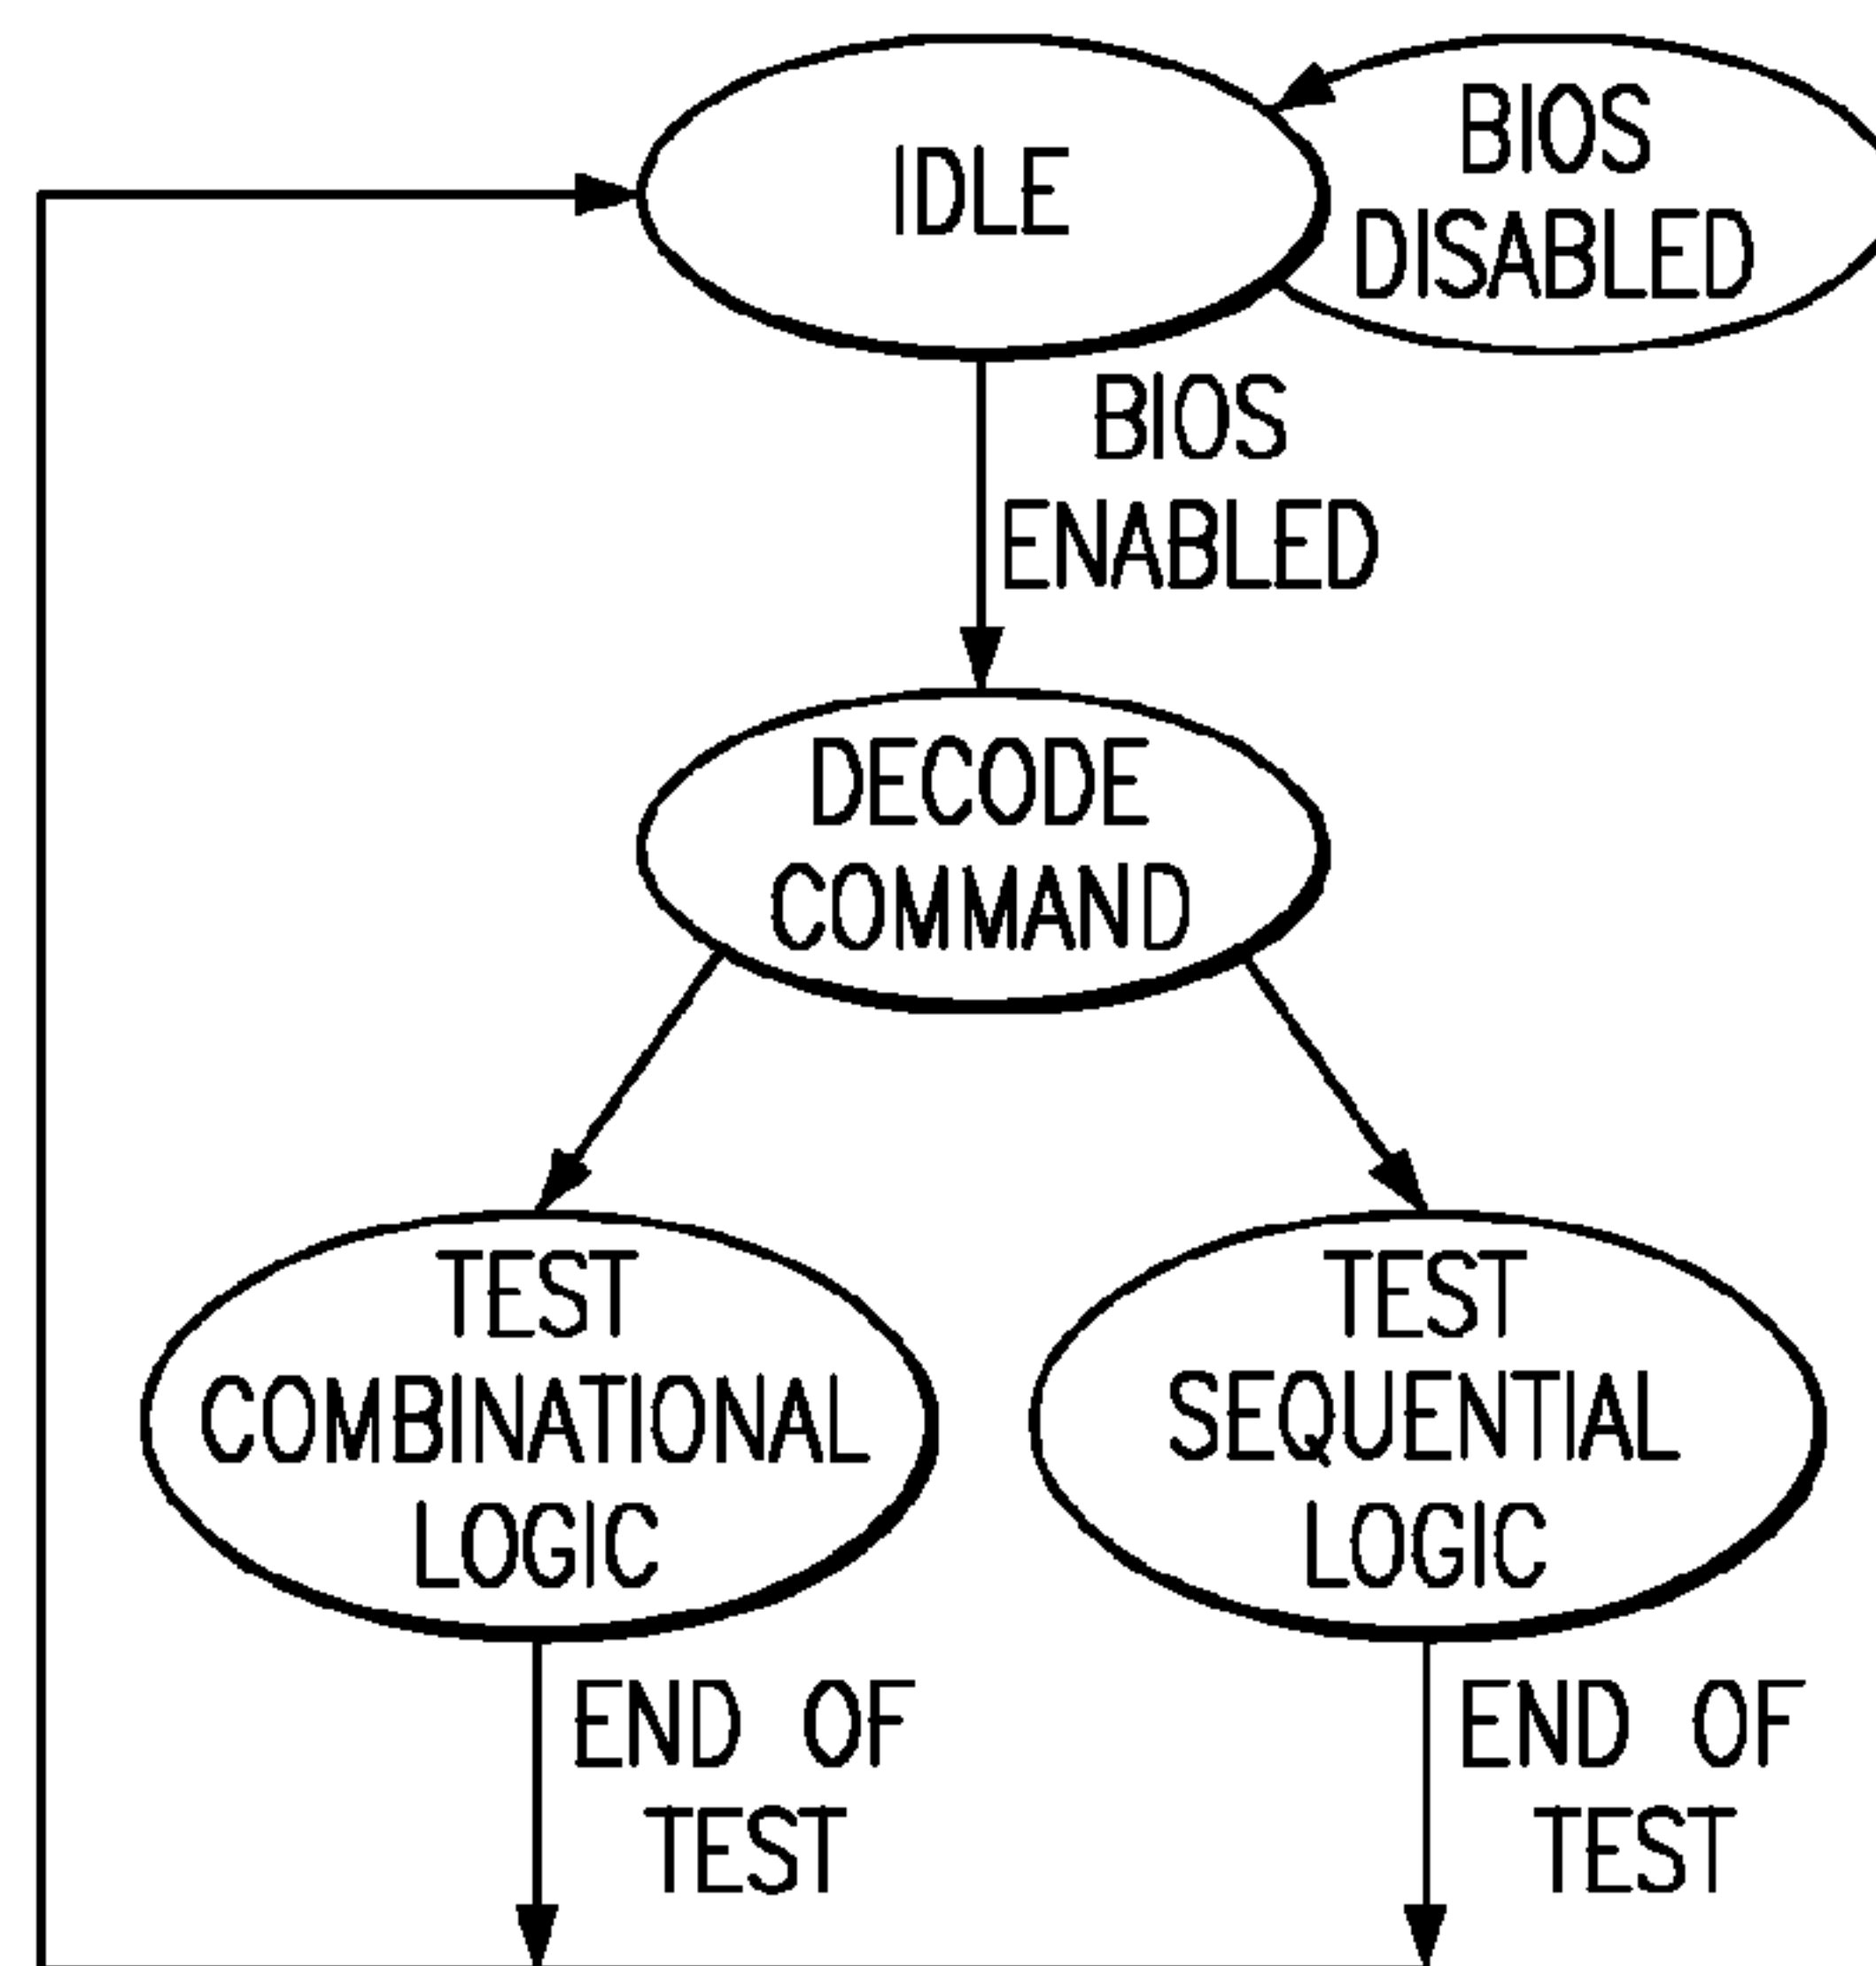 IDLE
BIOS
DISABLED
BIOS
ENABLED
DECODE
COMMAND
TEST
COMBINATIONAL
LOGIC
TEST
SEQUENTIAL
LOGIC
END OF
TEST
END OF
TEST